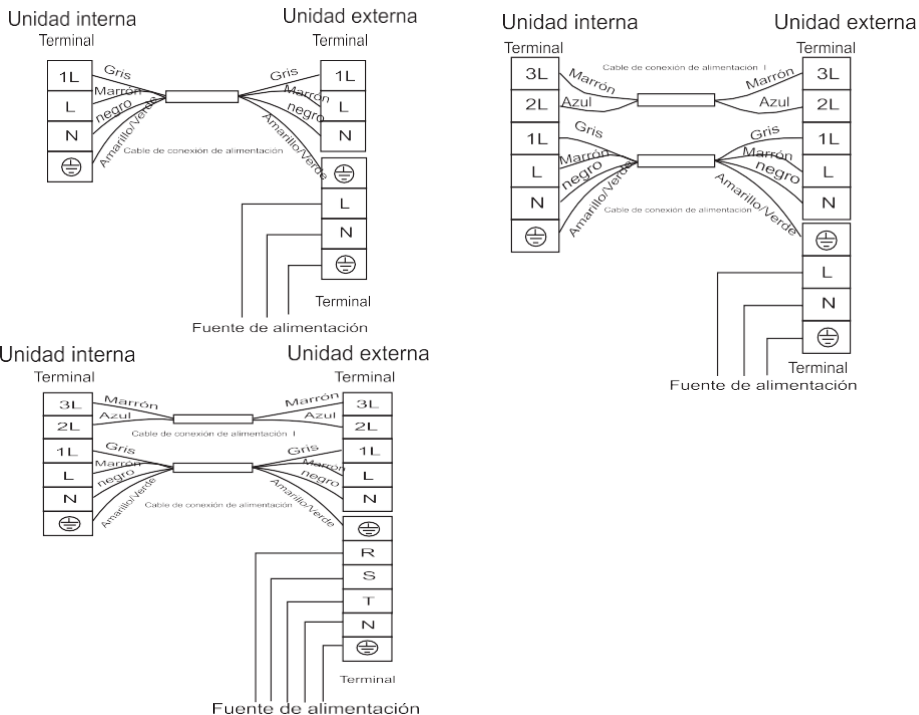 Unidad interna
Unidad externa
Terminal
Terminal
1L
Gris
Gris
1L
L
Marrón
Marrón
L
N
negro
negro
N
Amarillo/Verde
Amarillo/Verde
Cable de conexión de alimentación
L
N
Terminal
Fuente de alimentación
Unidad interna
Unidad externa
Terminal
Terminal
3L
Marrón
Cable de conexión de alimentación I
Marrón
3L
2L
Azul
Azul
2L
1L
Gris
Gris
1L
L
Marrón
Marrón
L
N
negro
negro
N
Amarillo/Verde
Amarillo/Verde
Cable de conexión de alimentación
L
N
Terminal
Fuente de alimentación
Unidad interna
Unidad externa
Terminal
Terminal
3L
Marrón
Marrón
3L
2L
Azul
Azul
2L
Cable de conexión de alimentación I
1L
Gris
Gris
1L
L
Marrón
Marrón
L
N
negro
negro
N
Amarillo/Verde
Amarillo/Verde
Cable de conexión de alimentación
R
S
T
N
Terminal
Fuente de alimentación